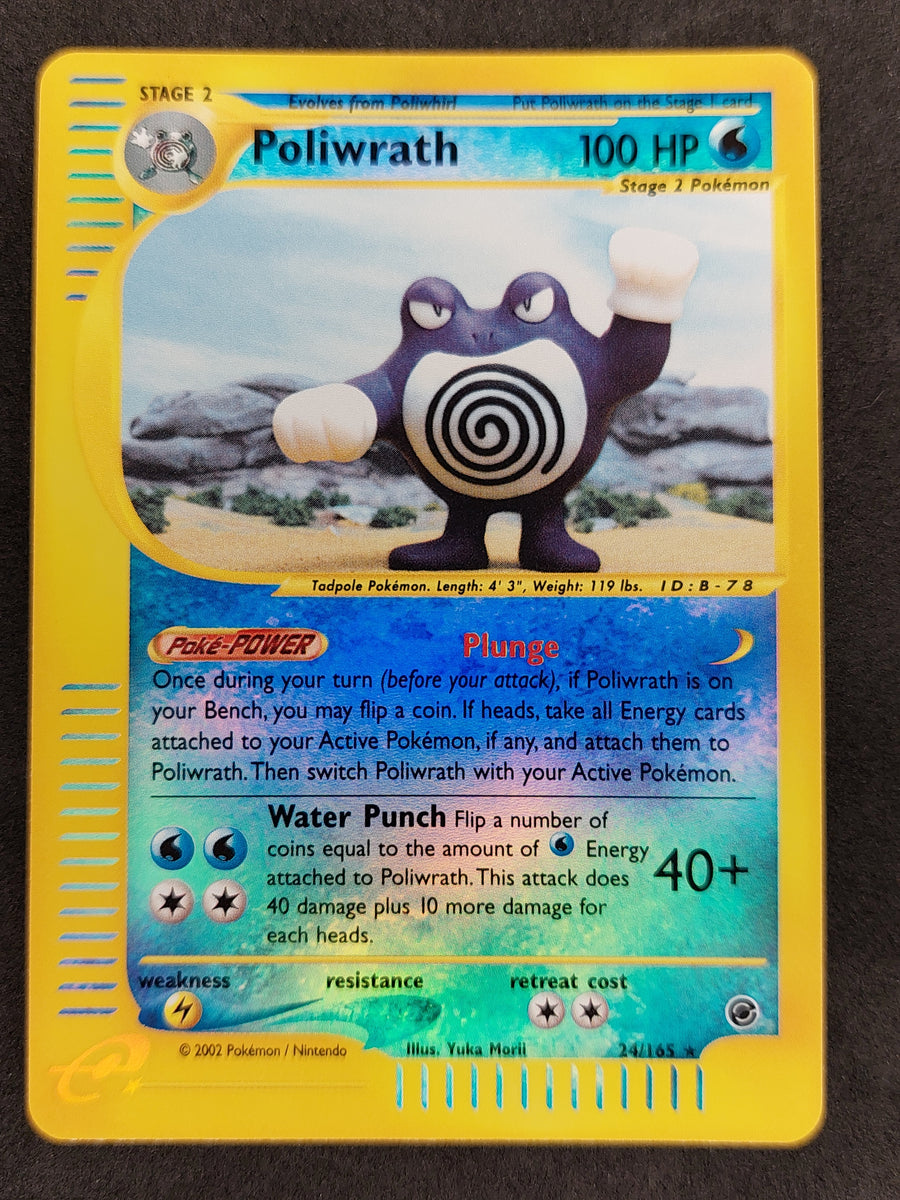 STAGE 2
Evolves from Poliwhirl
Put Poliwrath on the Stage 1 card
Poliwrath
100 HP
Stage 2 Pokémon
Tadpole Pokémon. Length: 4' 3", Weight: 119 lbs. ID:B-78
Poké-POWER
Plunge
Once during your turn (before your attack), if Poliwrath is on
your Bench, you may flip a coin. If heads, take all Energy cards
attached to your Active Pokémon, if any, and attach them to
Poliwrath. Then switch Poliwrath with your Active Pokémon.
Water Punch Flip a number of
coins equal to the amount of Energy
attached to Poliwrath. This attack does
40 damage plus 10 more damage for
each heads.
40+
weakness
resistance
retreat cost
© 2002 Pokémon / Nintendo
Illus. Yuka Morii
24/165 ★